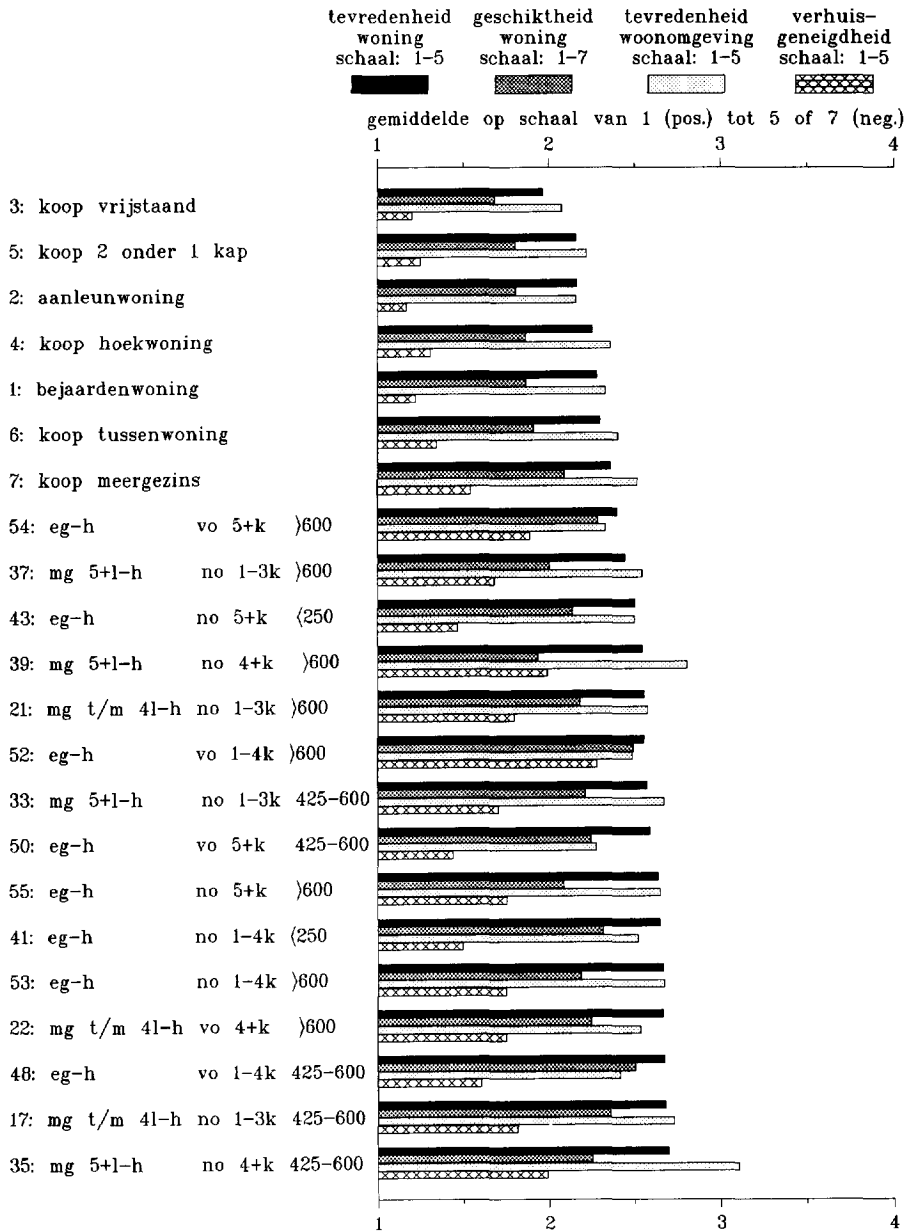 tevredenheid geschiktheid tevredenheid verhuis-
woning woning woonomgeving geneigdheid
schaal: 1-5 schaal: 1-7 schaal: 1-5 schaal: 1-5
gemiddelde op schaal van 1 (pos.) tot 5 of 7 (neg.)
1 2 3 4
3: koop vrijstaand
5: koop 2 onder 1 kap
2: aanleunwoning
4: koop hoekwoning
1: bejaardenwoning
6: koop tussenwoning
7: koop meergezins
54: eg-h vo 5+k >600
37: mg 5+l-h no 1-3k >600
43: eg-h no 5+k <250
39: mg 5+l-h no 4+k >600
21: mg t/m 4l-h no 1-3k >600
52: eg-h vo 1-4k >600
33: mg 5+l-h no 1-3k 425-600
50: eg-h vo 5+k 425-600
55: eg-h no 5+k >600
41: eg-h no 1-4k <250
53: eg-h no 1-4k >600
22: mg t/m 4l-h vo 4+k >600
48: eg-h vo 1-4k 425-600
17: mg t/m 4l-h no 1-3k 425-600
35: mg 5+l-h no 4+k 425-600
1 2 3 4